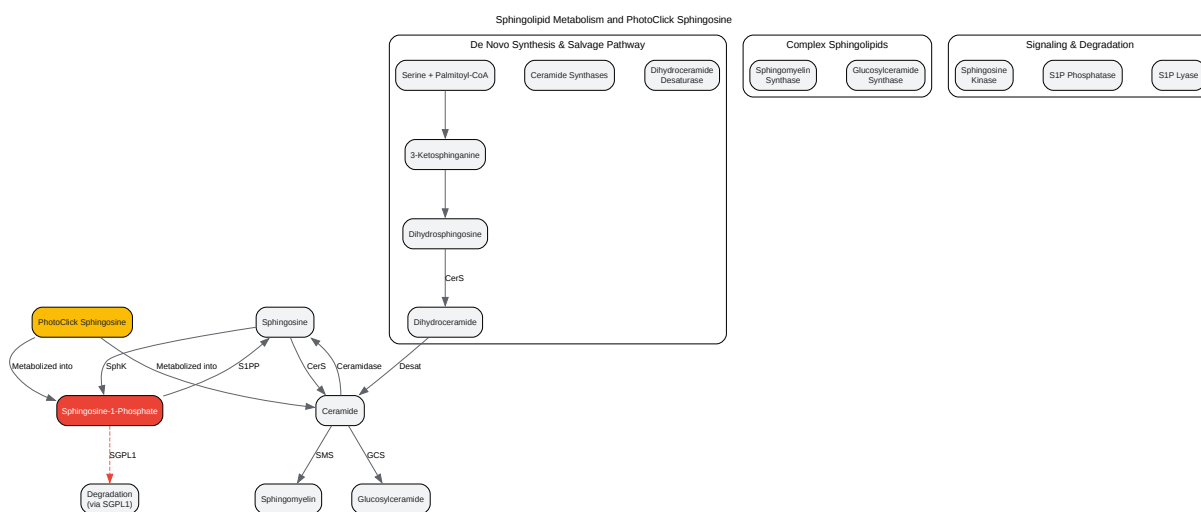 Sphingolipid Metabolism and PhotoClick Sphingosine
De Novo Synthesis & Salvage Pathway
Complex Sphingolipids
Signaling & Degradation
Serine + Palmitoyl-CoA
Ceramide Synthases
Dihydroceramide
Desaturase
Sphingomyelin
Synthase
Glucosylceramide
Synthase
Sphingosine
Kinase
S1P Phosphatase
S1P Lyase
3-Ketosphinganine
Dihydrosphingosine
CerS
PhotoClick Sphingosine
Sphingosine
Dihydroceramide
Metabolized into
SphK
Metabolized into
S1PP
CerS
Ceramidase
Desat
Sphingosine-1-Phosphate
Ceramide
SGPL1
SMS
GCS
Degradation
(via SGPL1)
Sphingomyelin
Glucosylceramide